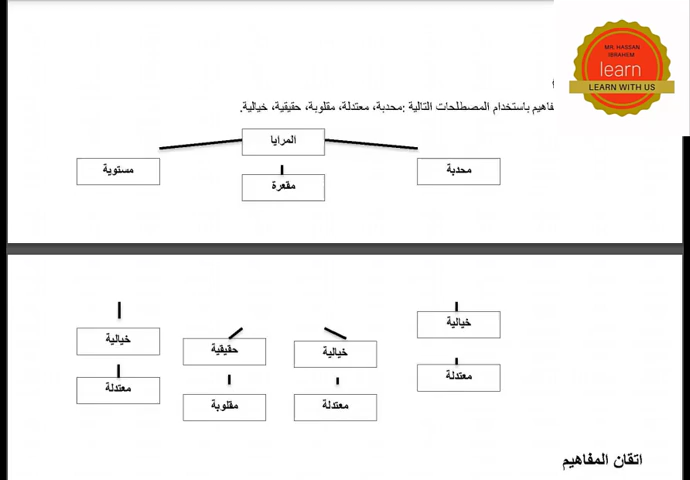 MR. HASSAN
IBRAHEM
learn
LEARN WITH US
باستخدام المصطلحات التالية :محدبة، معتدلة، مقلوبة، حقيقية، خيالية.
المرايا
محدبة
مقعرة
مستوية
خيالية
خيالية
حقيقية
خيالية
معتدلة
معتدلة
مقلوبة
معتدلة
اتقان المفاهيم